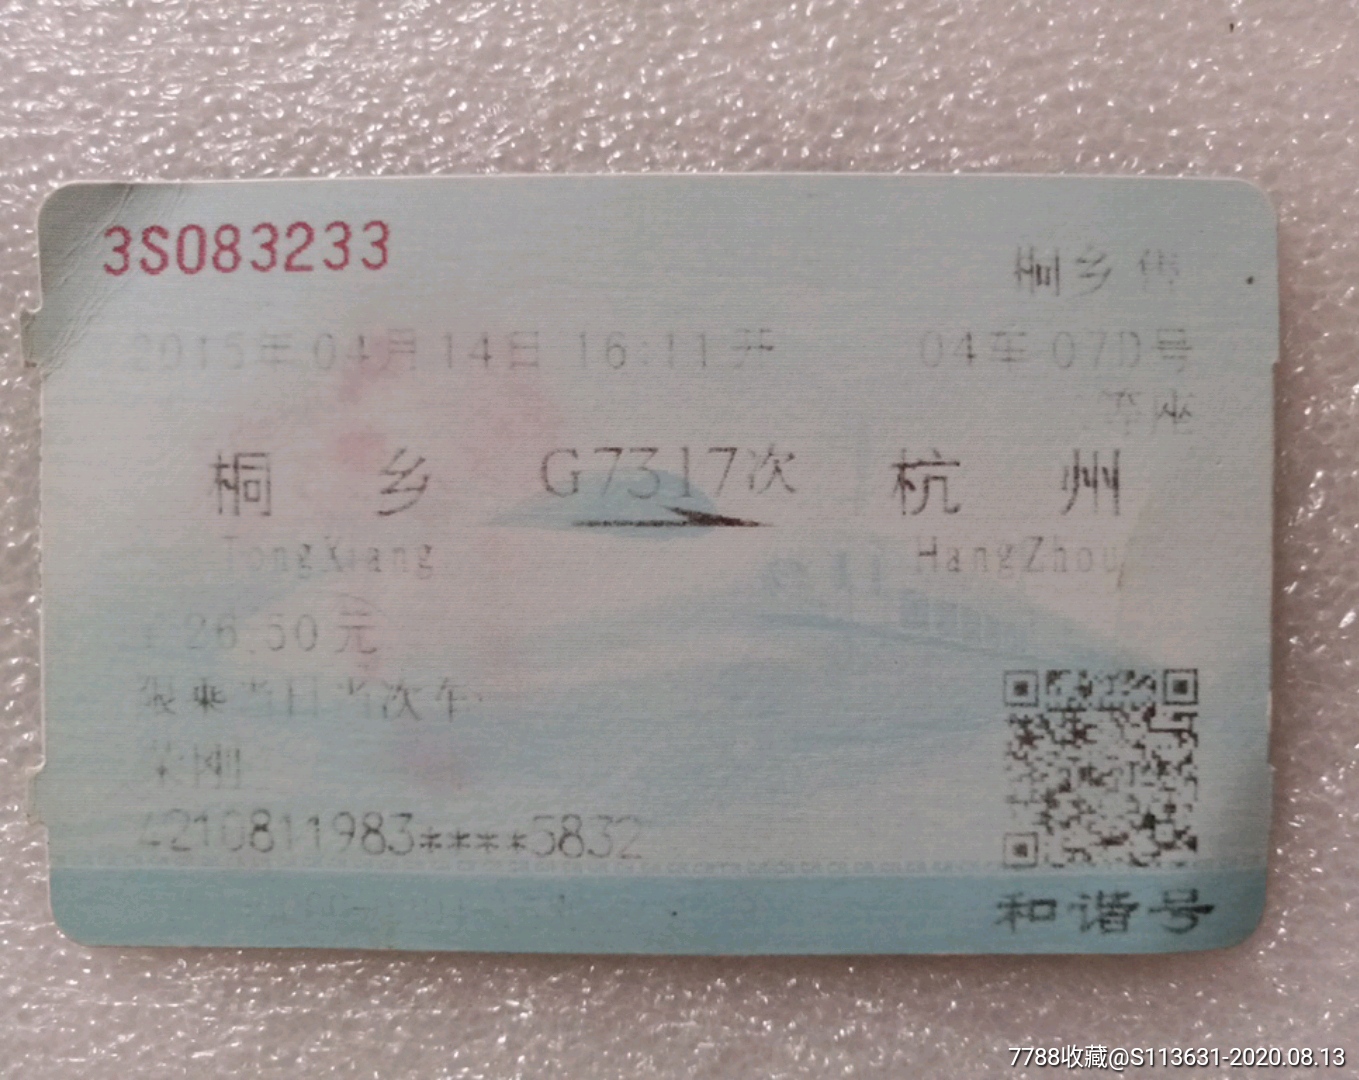 3S083233
桐乡售
2015年04月14日 16:11开 04车 07D号
等座
桐乡 G7317次 杭州
TongXiang HangZhou
26.50元
限乘当日当次车
刚
4210811983****5832
和谐号
7788收藏@S113631-2020.08.13